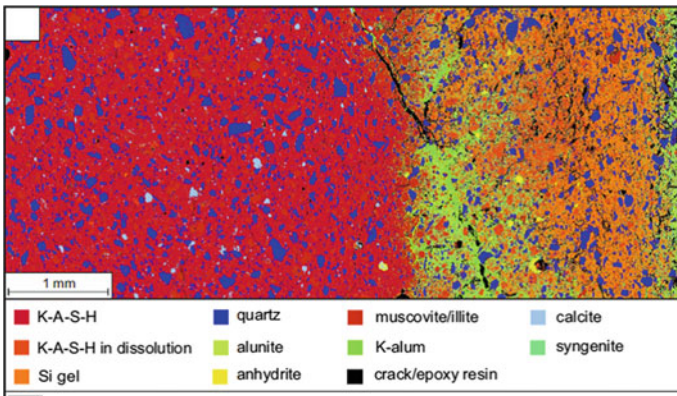 1 mm
K-A-S-H quartz muscovite/illite calcite
K-A-S-H in dissolution alunite K-alum syngenite
Si gel anhydrite crack/epoxy resin